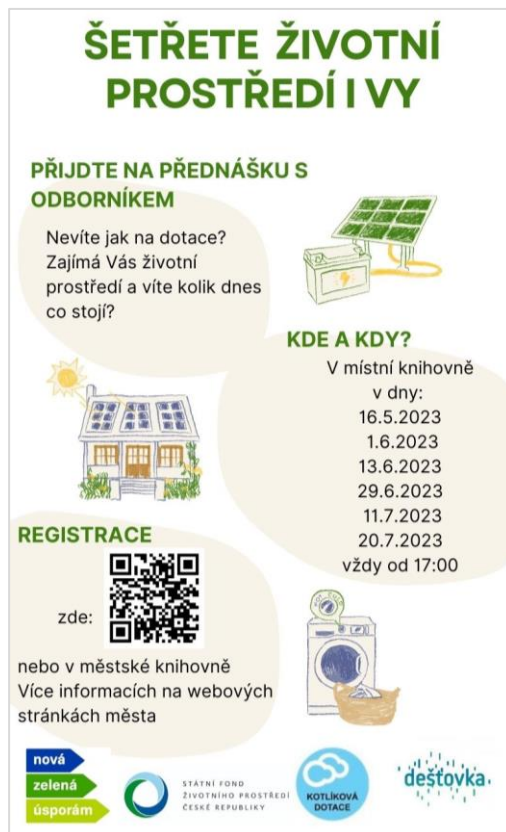 ŠETŘETE ŽIVOTNÍ
PROSTŘEDÍ I VY
PŘIJDTE NA PŘEDNÁŠKU S
ODBORNÍKEM
Nevíte jak na dotace?
Zajímá Vás životní
prostředí a víte kolik dnes
co stojí?
KDE A KDY?
V místní knihovně
v dny:
16.5.2023
1.6.2023
13.6.2023
29.6.2023
11.7.2023
20.7.2023
vždy od 17:00
REGISTRACE
zde:
nebo v městské knihovně
Více informacích na webových
stránkách města
nová
zelená
úsporám
STÁTNÍ FOND
ŽIVOTNÍHO PROSTŘEDÍ
ČESKÉ REPUBLIKY
KOTLÍKOVÁ
DOTACE
dešťovka